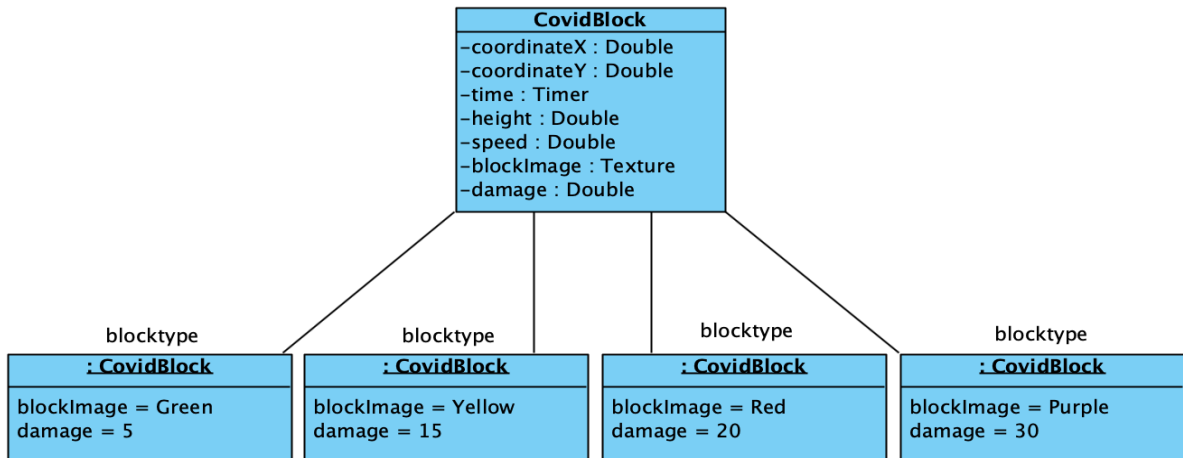 CovidBlock
-coordinateX : Double
-coordinateY : Double
-time : Timer
-height : Double
-speed : Double
-blockImage : Texture
-damage : Double
blocktype
blocktype
blocktype
blocktype
: CovidBlock
blockImage = Green
damage = 5
: CovidBlock
blockImage = Yellow
damage = 15
: CovidBlock
blockImage = Red
damage = 20
: CovidBlock
blockImage = Purple
damage = 30